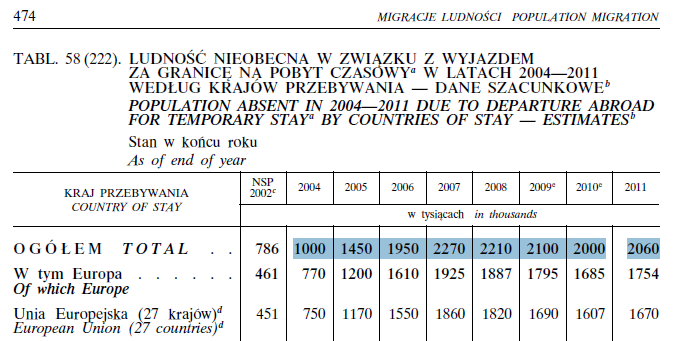 474 MIGRACJE LUDNOŚCI POPULATION MIGRATION
TABL. 58 (222). LUDNOŚĆ NIEOBECNA W ZWIĄZKU Z WYJAZDEM
ZA GRANICĘ NA POBYT CZASOWYᵃ W LATACH 2004—2011
WEDŁUG KRAJÓW PRZEBYWANIA — DANE SZACUNKOWEᵇ
POPULATION ABSENT IN 2004—2011 DUE TO DEPARTURE ABROAD
FOR TEMPORARY STAYᵃ BY COUNTRIES OF STAY — ESTIMATESᵇ
Stan w końcu roku
As of end of year
KRAJ PRZEBYWANIA
COUNTRY OF STAY
NSP
2002ᶜ 2004 2005 2006 2007 2008 2009ᵉ 2010ᵉ 2011
w tysiącach in thousands
OGÓŁEM TOTAL . . 786 1000 1450 1950 2270 2210 2100 2000 2060
W tym Europa . . . . . . 461 770 1200 1610 1925 1887 1795 1685 1754
Of which Europe
Unia Europejska (27 krajów)ᵈ 451 750 1170 1550 1860 1820 1690 1607 1670
European Union (27 countries)ᵈ